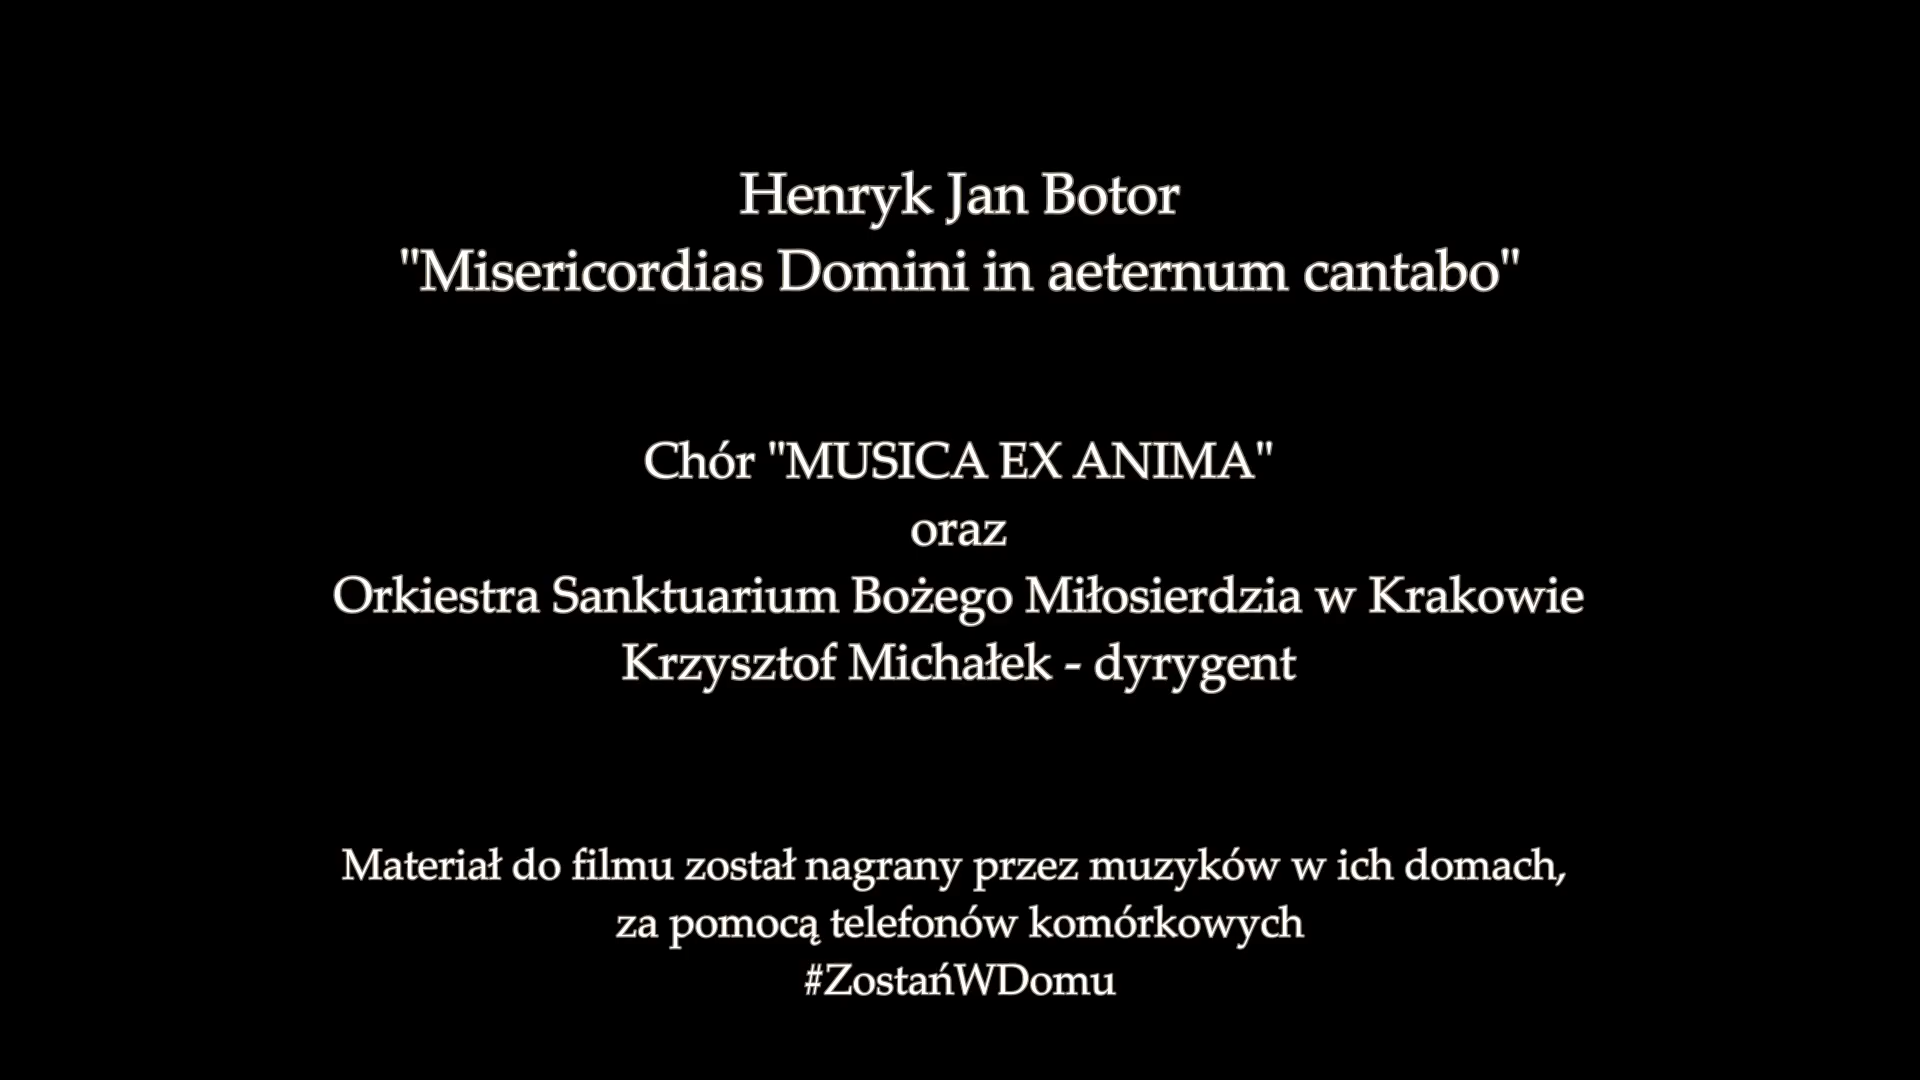 Henryk Jan Botor
"Misericordias Domini in aeternum cantabo"
Chór "MUSICA EX ANIMA"
oraz
Orkiestra Sanktuarium Bożego Miłosierdzia w Krakowie
Krzysztof Michałek - dyrygent
Materiał do filmu został nagrany przez muzyków w ich domach,
za pomocą telefonów komórkowych
#ZostańWDomu